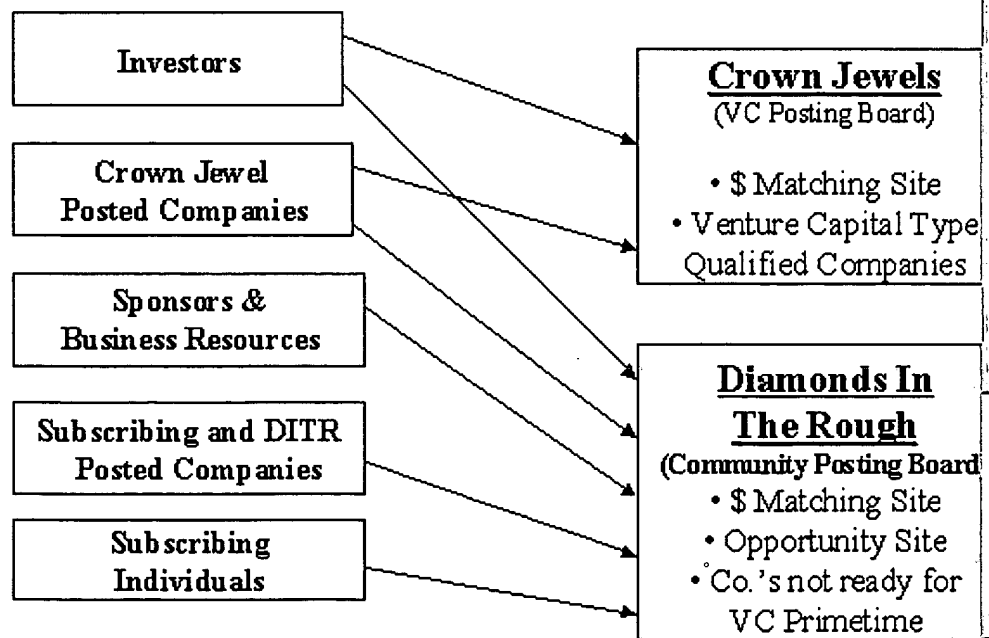 Investors
Crown Jewel
Posted Companies
Sponsors &
Business Resources
Subscribing and DITR
Posted Companies
Subscribing
Individuals
Crown Jewels
(VC Posting Board)
• $ Matching Site
• Venture Capital Type
Qualified Companies
Diamonds In
The Rough
(Community Posting Board
• $ Matching Site
• Opportunity Site
• Co.'s not ready for
VC Primetime